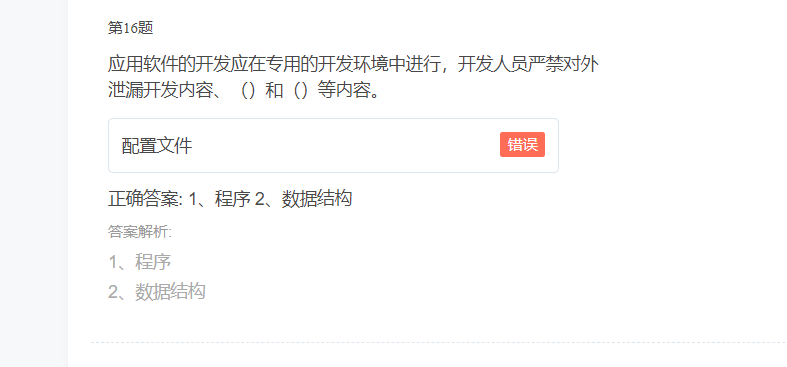 第16题
应用软件的开发应在专用的开发环境中进行，开发人员严禁对外
泄漏开发内容、（）和（）等内容。
配置文件
错误
正确答案: 1、程序 2、数据结构
答案解析:
1、程序
2、数据结构